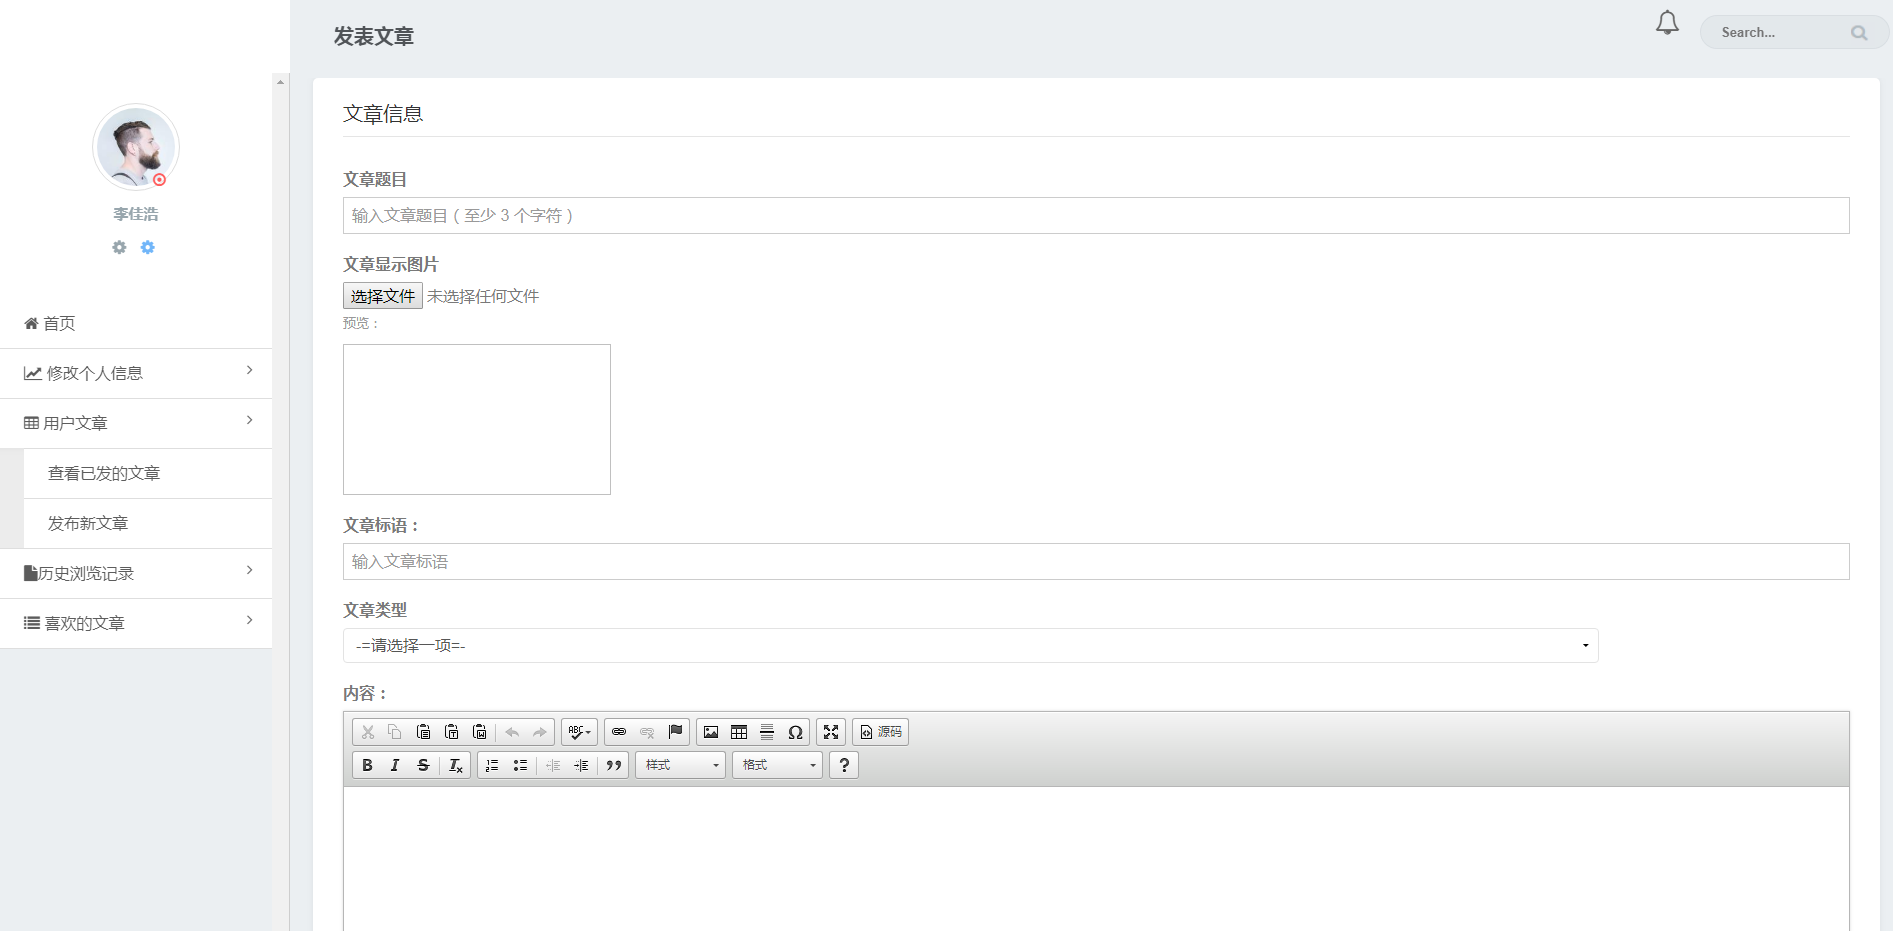 发表文章
Search...
李佳浩
首页
修改个人信息
用户文章
查看已发的文章
发布新文章
历史浏览记录
喜欢的文章
文章信息
文章题目
输入文章题目（至少 3 个字符）
文章显示图片
选择文件 未选择任何文件
预览：
文章标语：
输入文章标语
文章类型
-=请选择一项=-
内容：
ABC Ω 源码
B I S Tx 样式 格式 ?